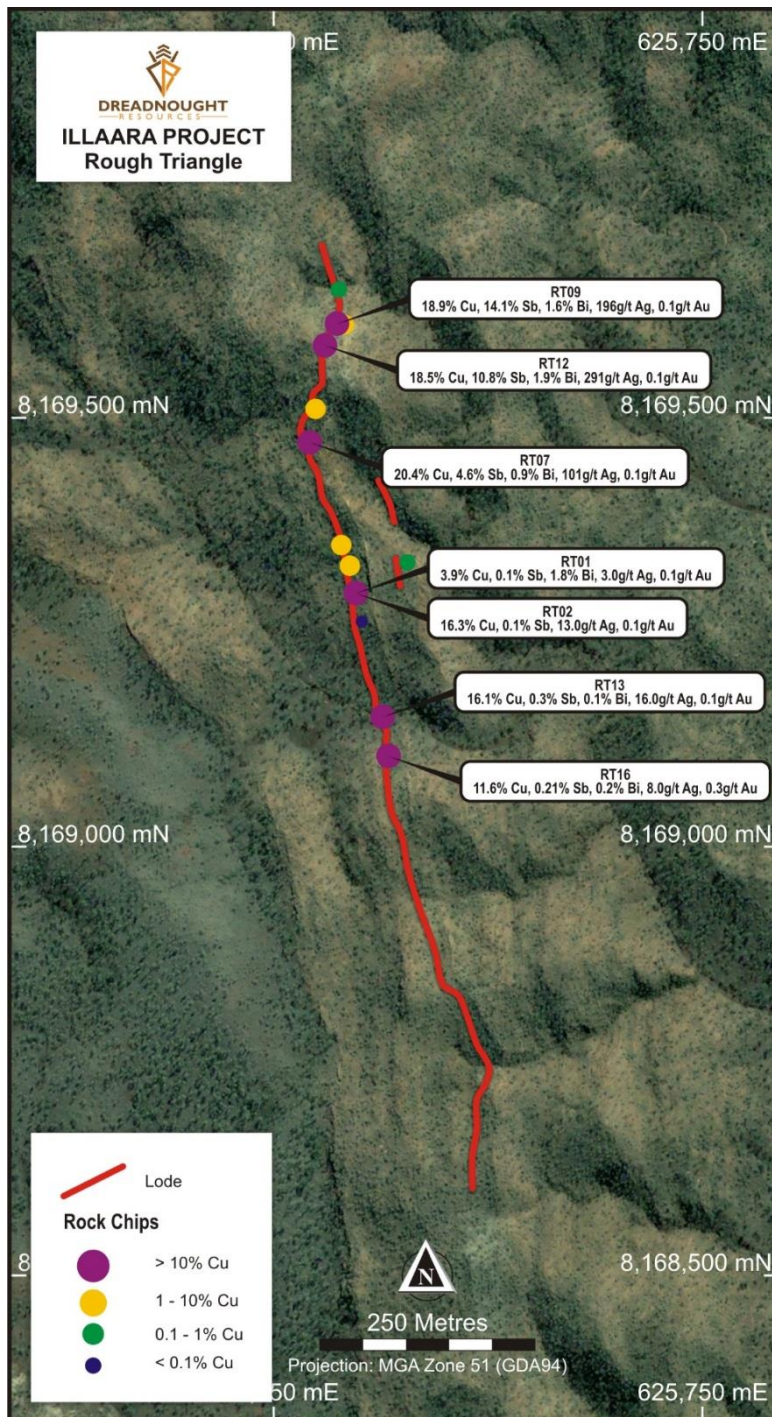 DREADNOUGHT
RESOURCES
ILLAARA PROJECT
Rough Triangle
0 mE
625,750 mE
RT09
18.9% Cu, 14.1% Sb, 1.6% Bi, 196g/t Ag, 0.1g/t Au
RT12
18.5% Cu, 10.8% Sb, 1.9% Bi, 291g/t Ag, 0.1g/t Au
8,169,500 mN
8,169,500 mN
RT07
20.4% Cu, 4.6% Sb, 0.9% Bi, 101g/t Ag, 0.1g/t Au
RT01
3.9% Cu, 0.1% Sb, 1.8% Bi, 3.0g/t Ag, 0.1g/t Au
RT02
16.3% Cu, 0.1% Sb, 13.0g/t Ag, 0.1g/t Au
RT13
16.1% Cu, 0.3% Sb, 0.1% Bi, 16.0g/t Ag, 0.1g/t Au
RT16
11.6% Cu, 0.21% Sb, 0.2% Bi, 8.0g/t Ag, 0.3g/t Au
8,169,000 mN
8,169,000 mN
Lode
Rock Chips
> 10% Cu
1 - 10% Cu
0.1 - 1% Cu
< 0.1% Cu
8
8,168,500 mN
N
250 Metres
Projection: MGA Zone 51 (GDA94)
50 mE
625,750 mE